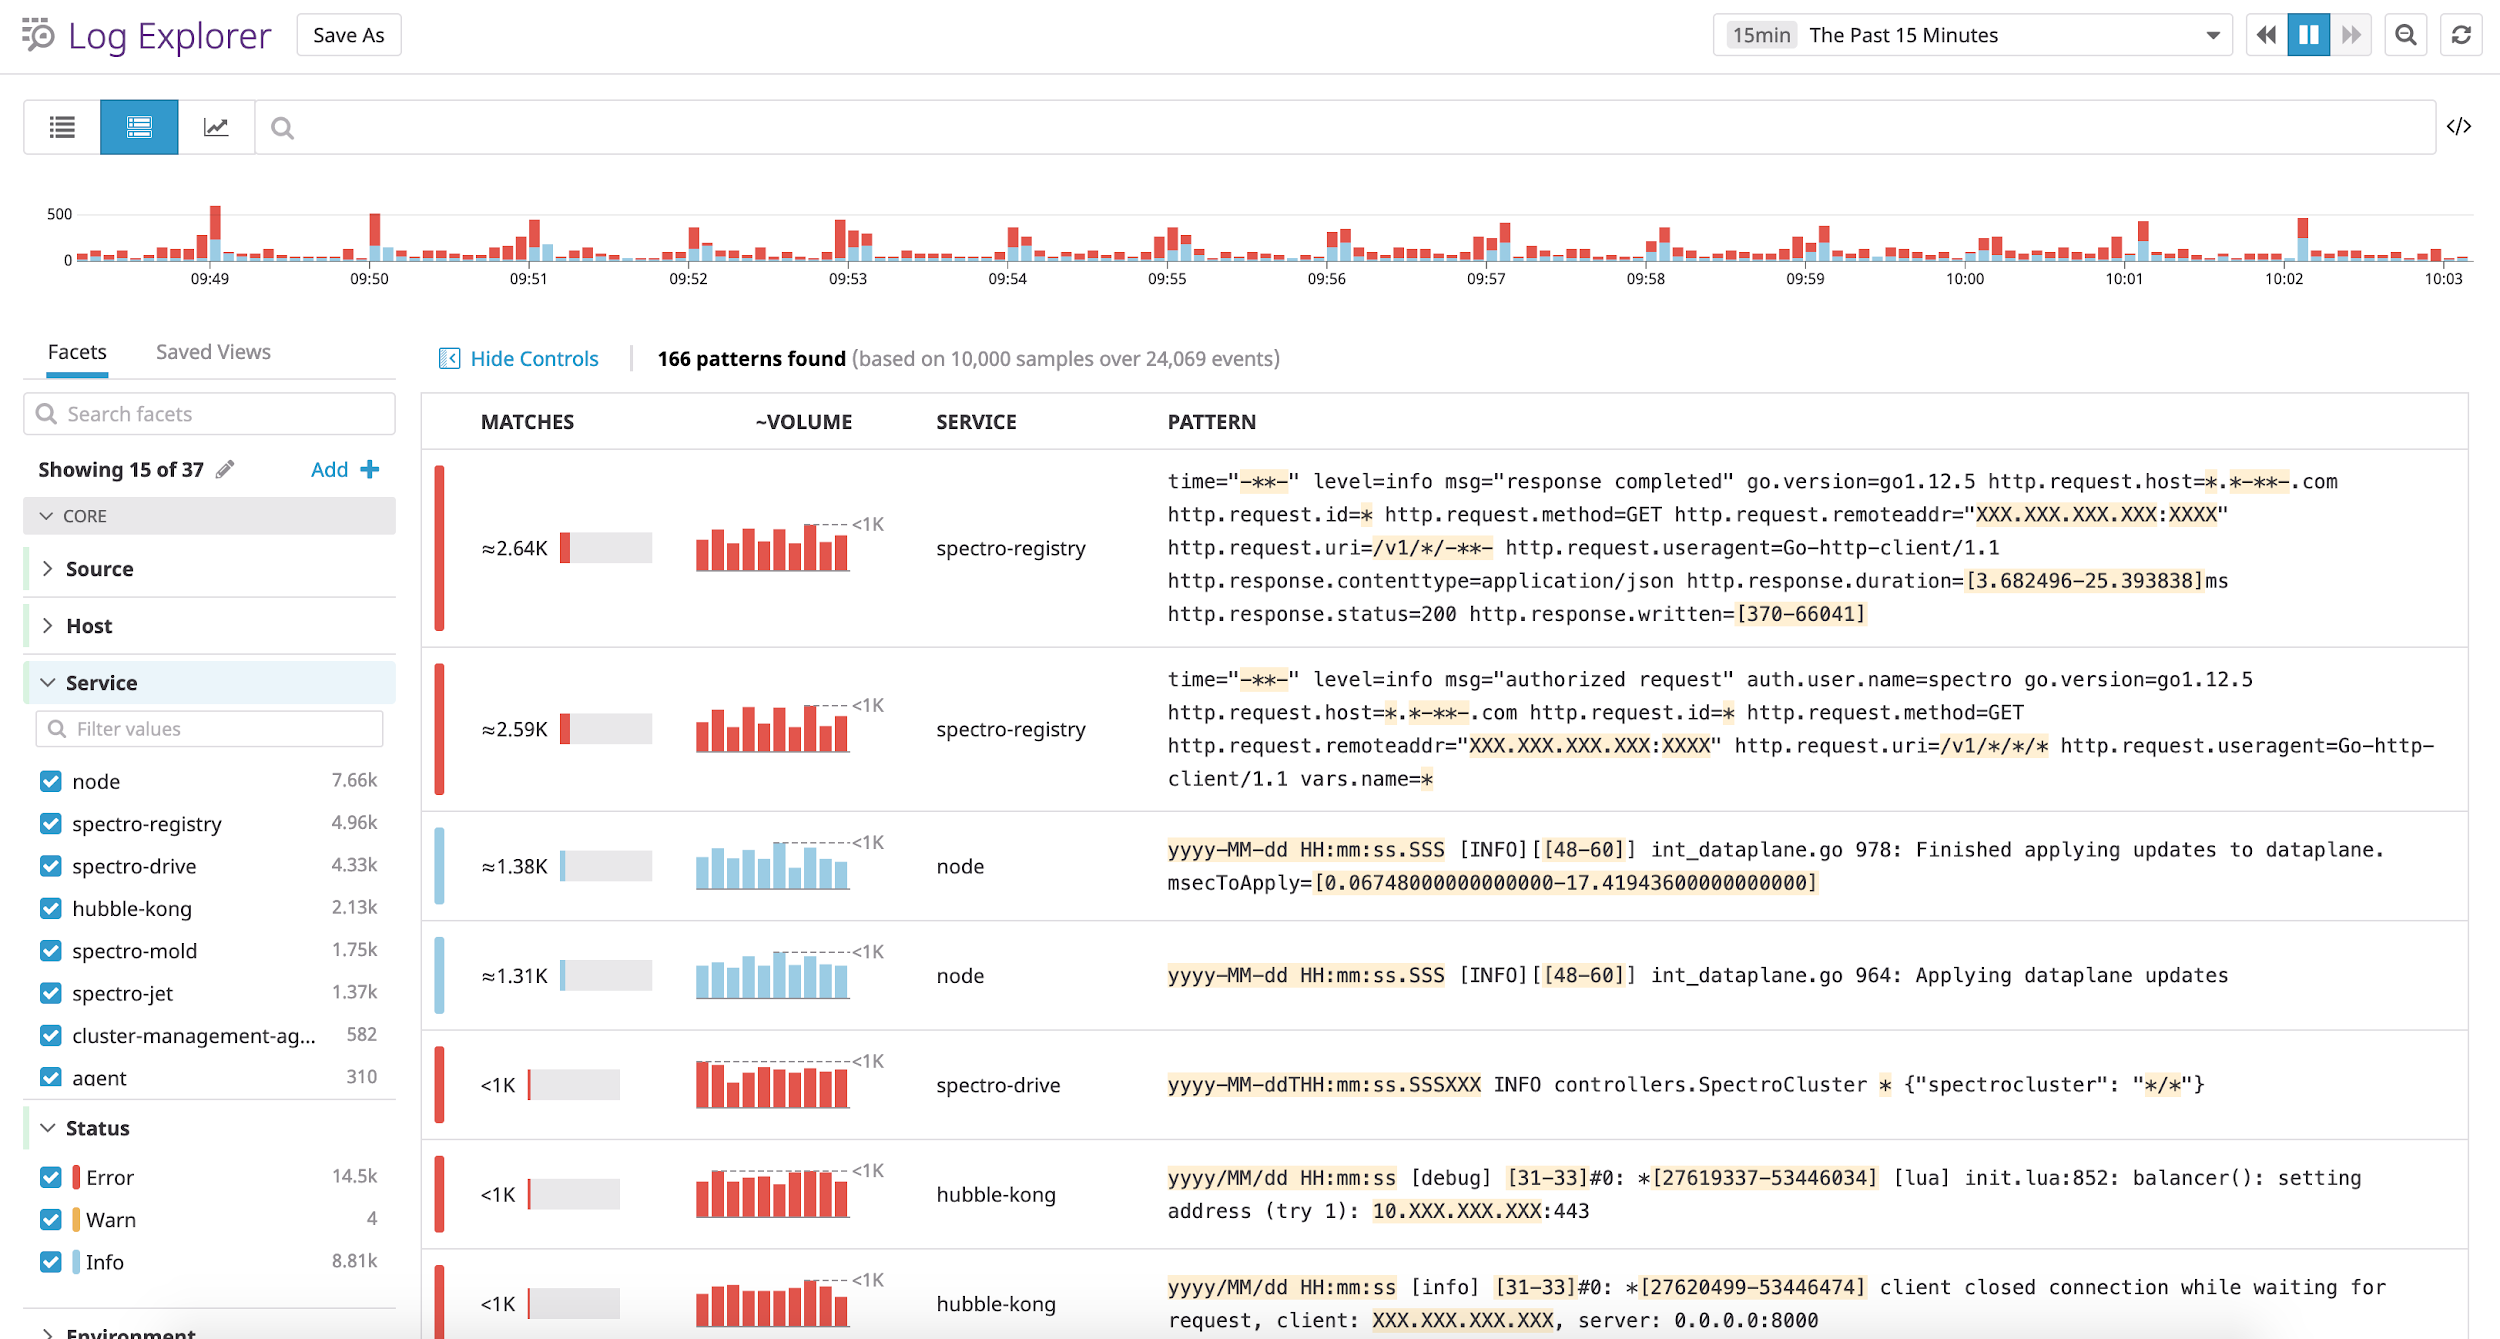 Log Explorer
Save As
15min The Past 15 Minutes
</>
500
0
09:49 09:50 09:51 09:52 09:53 09:54 09:55 09:56 09:57 09:58 09:59 10:00 10:01 10:02 10:03
Facets Saved Views
Hide Controls
166 patterns found (based on 10,000 samples over 24,069 events)
Search facets
Showing 15 of 37
Add +
CORE
Source
Host
Service
Filter values
node 7.66k
spectro-registry 4.96k
spectro-drive 4.33k
hubble-kong 2.13k
spectro-mold 1.75k
spectro-jet 1.37k
cluster-management-ag... 582
agent 310
Status
Error 14.5k
Warn 4
Info 8.81k
Environment
MATCHES ~VOLUME SERVICE PATTERN
≈2.64K <1K spectro-registry
time="-**-" level=info msg="response completed" go.version=go1.12.5 http.request.host=*.*-**-.com
http.request.id=* http.request.method=GET http.request.remoteaddr="XXX.XXX.XXX.XXX:XXXX"
http.request.uri=/v1/*/-**- http.request.useragent=Go-http-client/1.1
http.response.contenttype=application/json http.response.duration=[3.682496-25.393838]ms
http.response.status=200 http.response.written=[370-66041]
≈2.59K <1K spectro-registry
time="-**-" level=info msg="authorized request" auth.user.name=spectro go.version=go1.12.5
http.request.host=*.*-**-.com http.request.id=* http.request.method=GET
http.request.remoteaddr="XXX.XXX.XXX.XXX:XXXX" http.request.uri=/v1/*/*/* http.request.useragent=Go-http-
client/1.1 vars.name=*
≈1.38K <1K node
yyyy-MM-dd HH:mm:ss.SSS [INFO][[48-60]] int_dataplane.go 978: Finished applying updates to dataplane.
msecToApply=[0.06748000000000000-17.41943600000000000]
≈1.31K <1K node
yyyy-MM-dd HH:mm:ss.SSS [INFO][[48-60]] int_dataplane.go 964: Applying dataplane updates
<1K <1K spectro-drive
yyyy-MM-ddTHH:mm:ss.SSSXXX INFO controllers.SpectroCluster * {"spectrocluster": "*/*"}
<1K <1K hubble-kong
yyyy/MM/dd HH:mm:ss [debug] [31-33]#0: *[27619337-53446034] [lua] init.lua:852: balancer(): setting
address (try 1): 10.XXX.XXX.XXX:443
<1K <1K hubble-kong
yyyy/MM/dd HH:mm:ss [info] [31-33]#0: *[27620499-53446474] client closed connection while waiting for
request, client: XXX.XXX.XXX.XXX, server: 0.0.0.0:8000